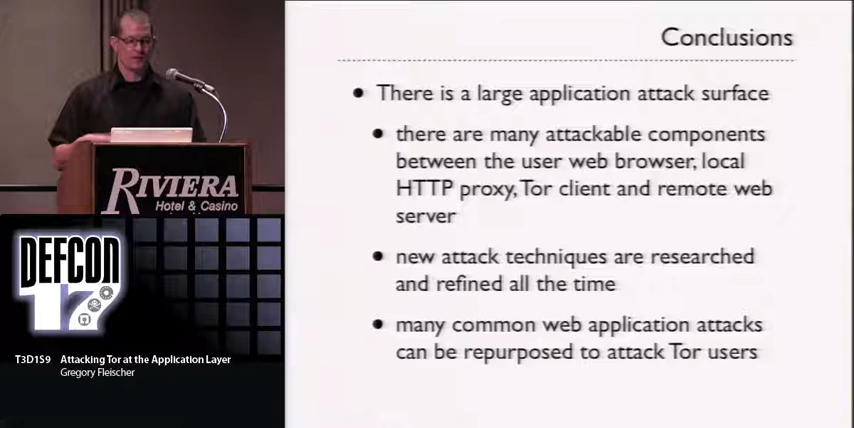 RIVIERA
Hotel & Casino
DEFCON
17
T3D1S9 Attacking Tor at the Application Layer
Gregory Fleischer
Conclusions
• There is a large application attack surface
• there are many attackable components
between the user web browser, local
HTTP proxy, Tor client and remote web
server
• new attack techniques are researched
and refined all the time
• many common web application attacks
can be repurposed to attack Tor users